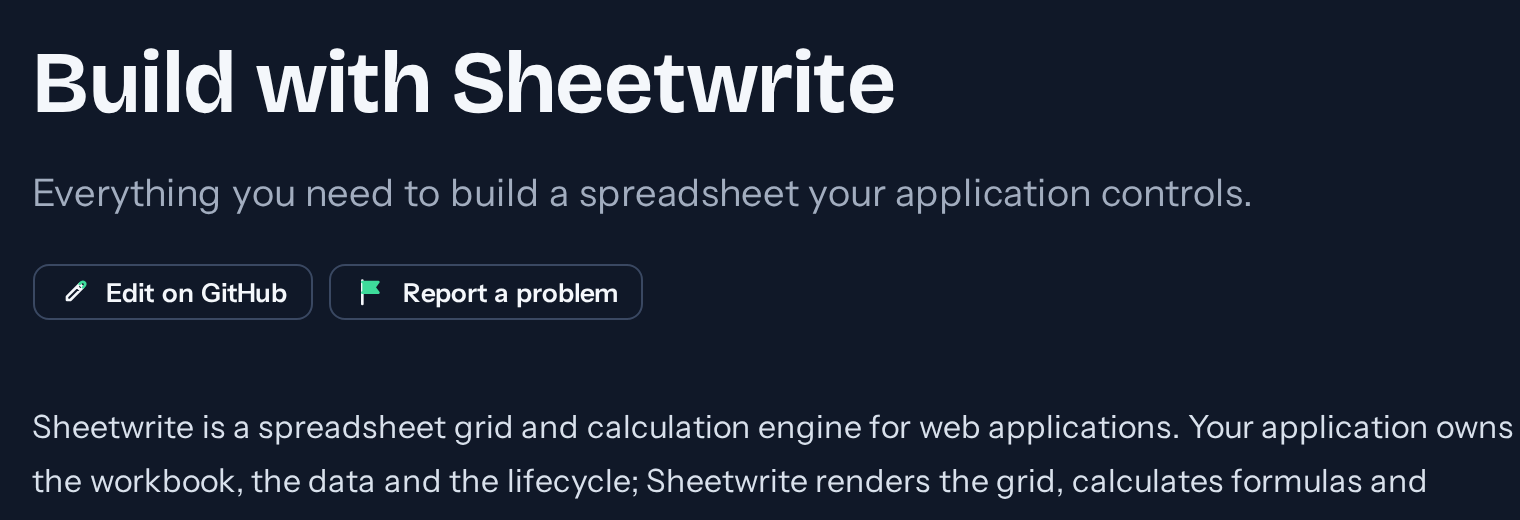 Build with Sheetwrite
Everything you need to build a spreadsheet your application controls.
Edit on GitHub
Report a problem
Sheetwrite is a spreadsheet grid and calculation engine for web applications. Your application owns
the workbook, the data and the lifecycle; Sheetwrite renders the grid, calculates formulas and